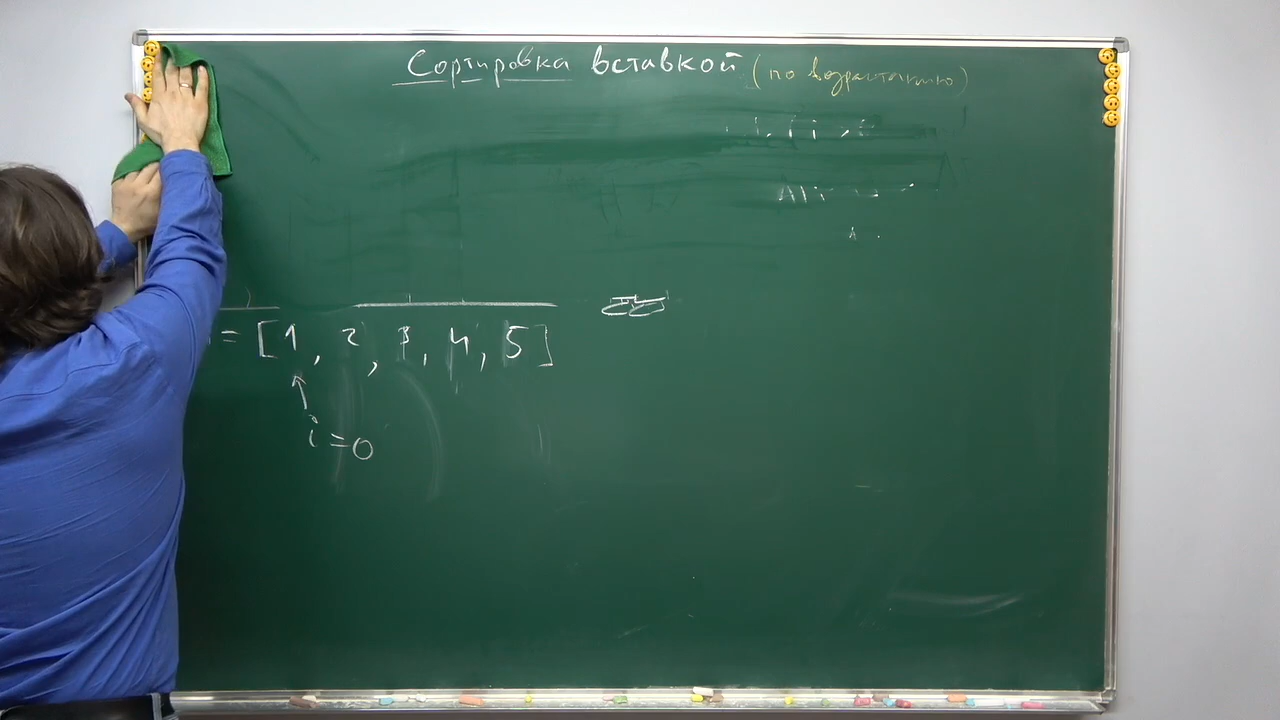 Сортировка вставкой (по возрастанию)
= [1, 2, 3, 4, 5]
i = 0